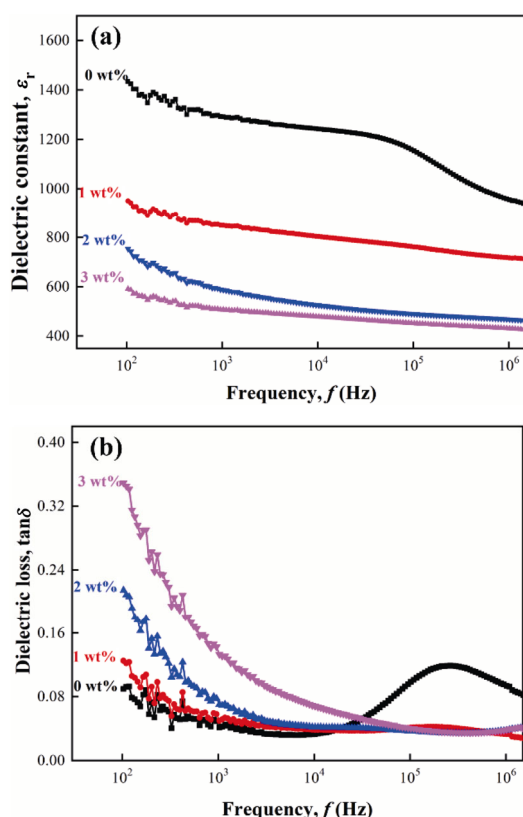 (a)
Dielectric constant, εr
1600
1400
1200
1000
800
600
400
0 wt%
1 wt%
2 wt%
3 wt%
10² 10³ 10⁴ 10⁵ 10⁶
Frequency, f (Hz)
(b)
Dielectric loss, tanδ
0.40
0.32
0.24
0.16
0.08
0.00
3 wt%
2 wt%
1 wt%
0 wt%
10² 10³ 10⁴ 10⁵ 10⁶
Frequency, f (Hz)